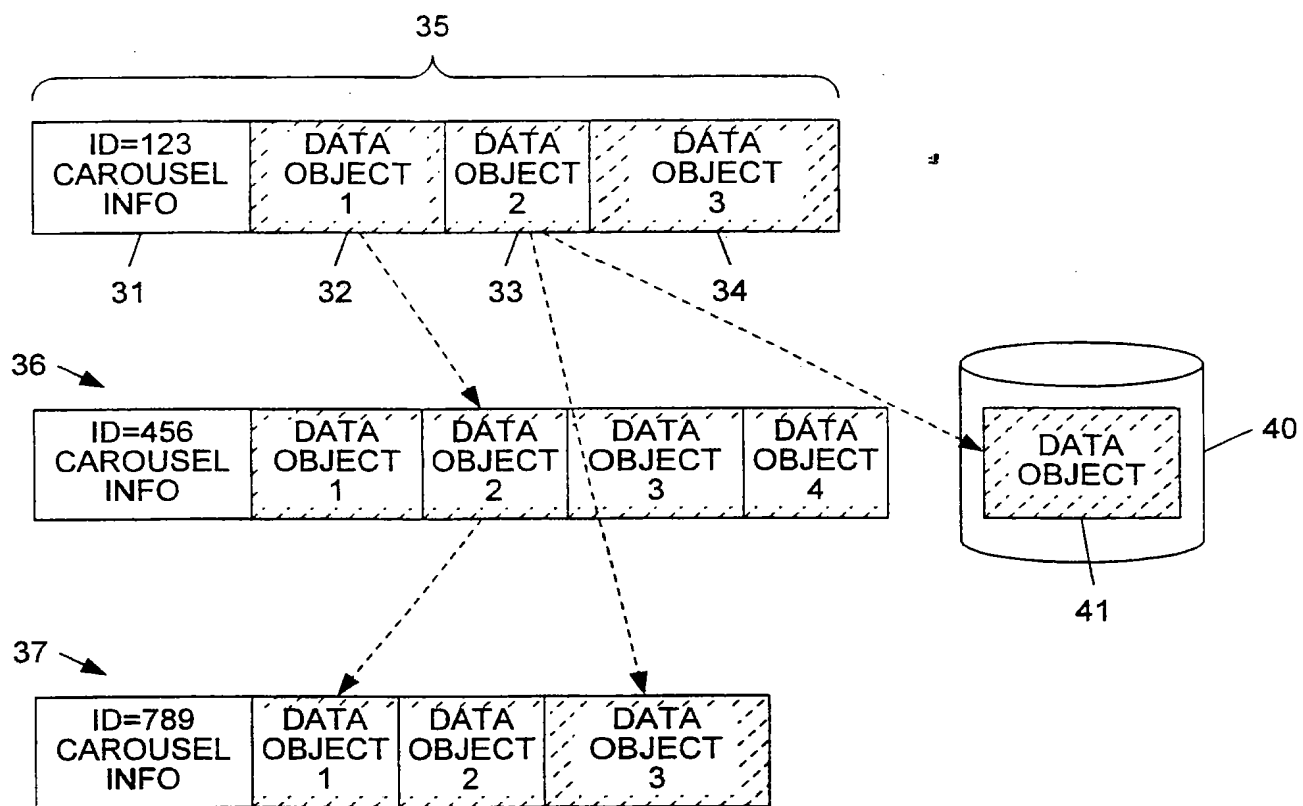 35
ID=123
CAROUSEL
INFO
DATA
OBJECT
1
DATA
OBJECT
2
DATA
OBJECT
3
31
32
33
34
36
ID=456
CAROUSEL
INFO
DATA
OBJECT
1
DATA
OBJECT
2
DATA
OBJECT
3
DATA
OBJECT
4
DATA
OBJECT
40
41
37
ID=789
CAROUSEL
INFO
DATA
OBJECT
1
DATA
OBJECT
2
DATA
OBJECT
3